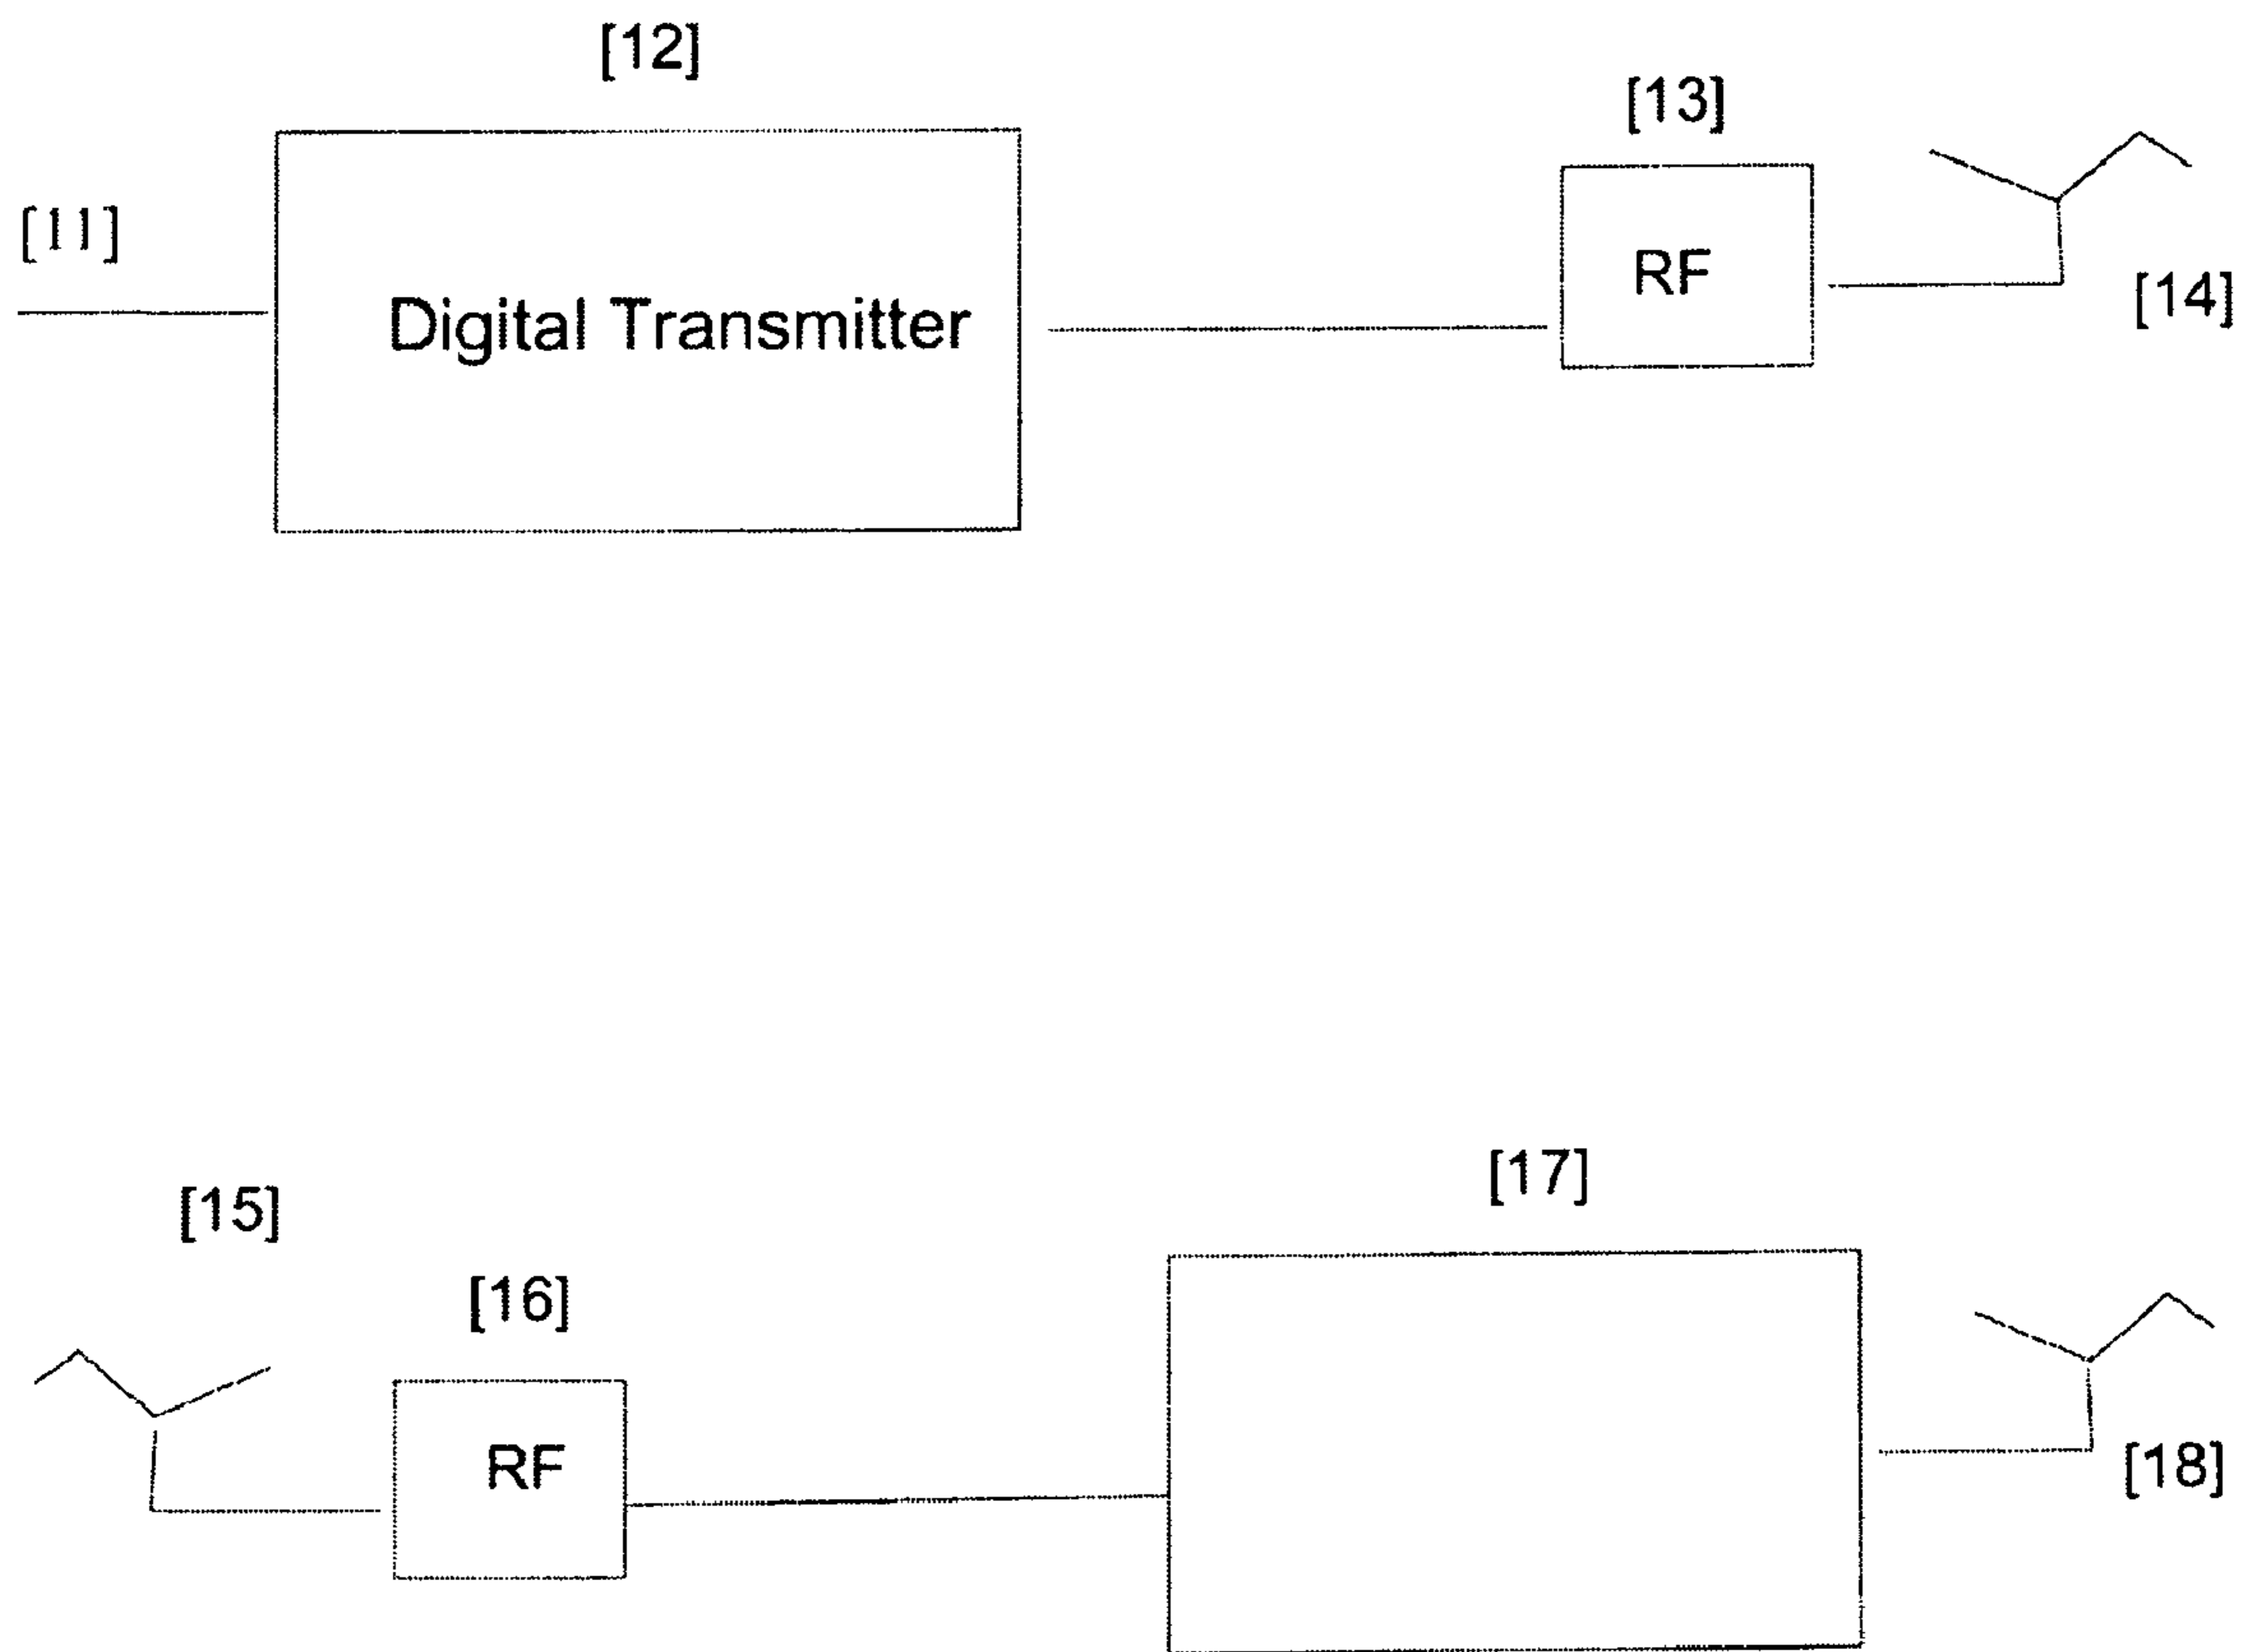 [12]
[13]
[11]
RF
Digital Transmitter
[14]
[17]
[15]
[16]
RF
[18]